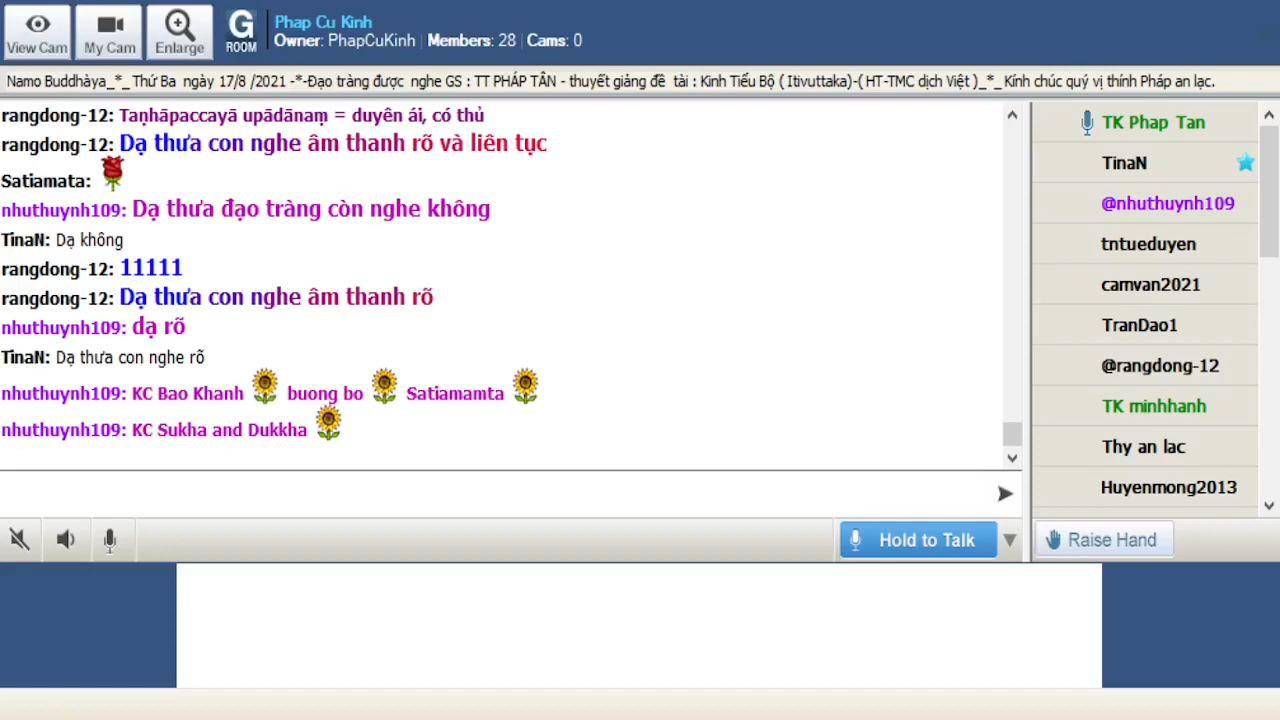 View Cam
My Cam
Enlarge
G ROOM
Phap Cu Kinh
Owner: PhapCuKinh | Members: 28 | Cams: 0
Namo Buddhàya_*_Thứ Ba ngày 17/8 /2021 -*-Đạo tràng được nghe GS : TT PHÁP TÂN - thuyết giảng đề tài : Kinh Tiểu Bộ ( Itivuttaka)-( HT-TMC dịch Việt )_*_Kính chúc quý vị thính Pháp an lạc.
rangdong-12: Taṇhāpaccayā upādānaṃ = duyên ái, có thủ
rangdong-12: Dạ thưa con nghe âm thanh rõ và liên tục
Satiamata:
nhuthuynh109: Dạ thưa đạo tràng còn nghe không
TinaN: Dạ không
rangdong-12: 11111
rangdong-12: Dạ thưa con nghe âm thanh rõ
nhuthuynh109: dạ rõ
TinaN: Dạ thưa con nghe rõ
nhuthuynh109: KC Bao Khanh buong bo Satiamamta
nhuthuynh109: KC Sukha and Dukkha
TK Phap Tan
TinaN
@nhuthuynh109
tntueduyen
camvan2021
TranDao1
@rangdong-12
TK minhhanh
Thy an lac
Huyenmong2013
Hold to Talk
Raise Hand